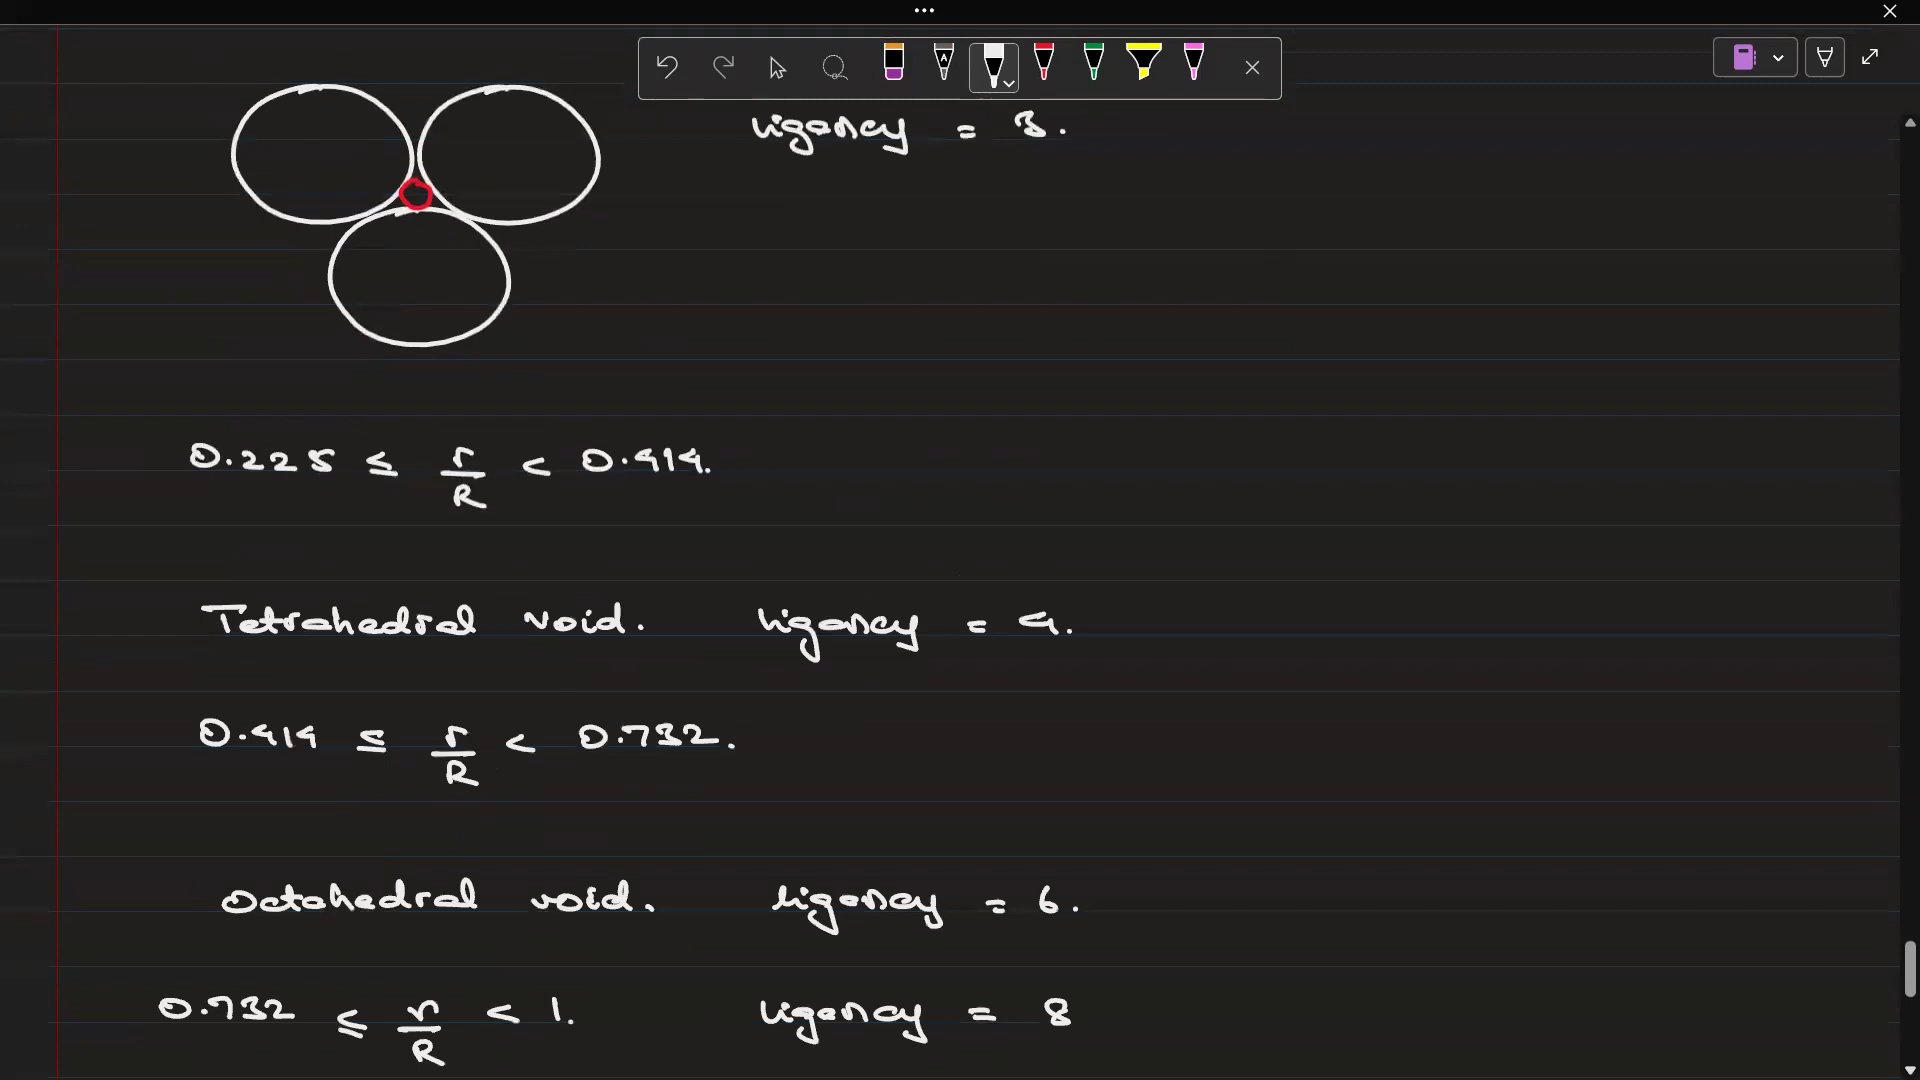 ligancy = 3.
0.225 ≤ r/R < 0.414.
Tetrahedral void. ligancy = 4.
0.414 ≤ r/R < 0.732.
Octahedral void. ligancy = 6.
0.732 ≤ r/R < 1. ligancy = 8